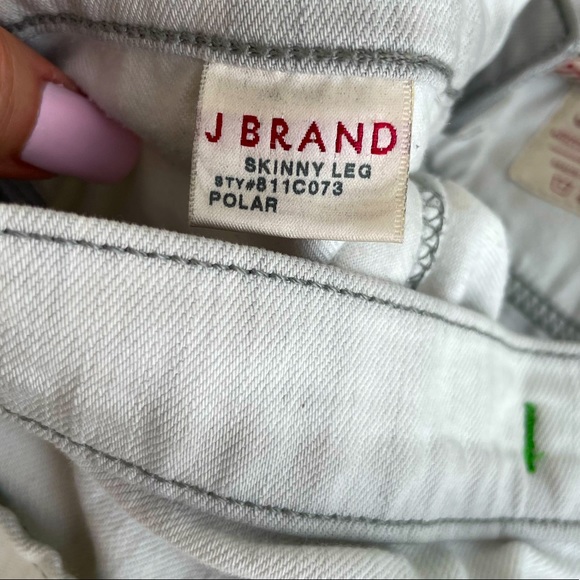 J BRAND
SKINNY LEG
STY#811C073
POLAR